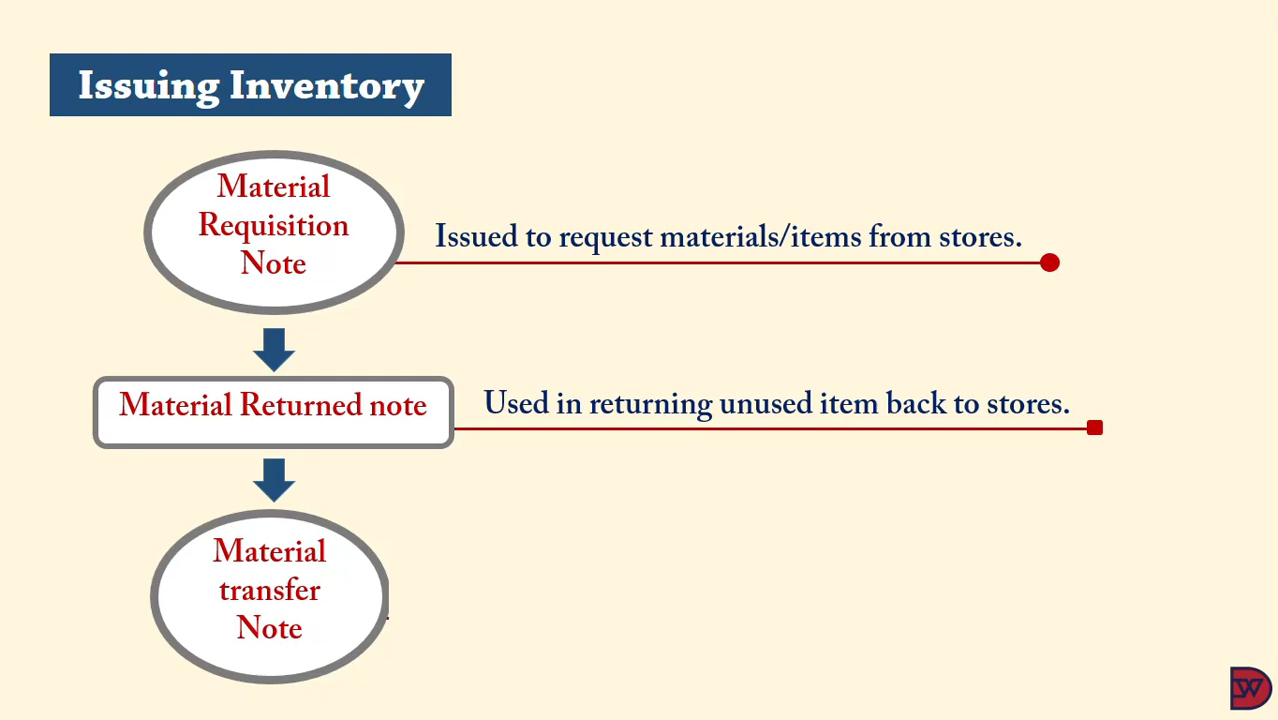 Issuing Inventory
Material
Requisition
Note
Issued to request materials/items from stores.
Material Returned note
Used in returning unused item back to stores.
Material
transfer
Note
DW